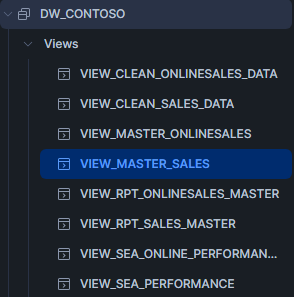 DW_CONTOSO
Views
VIEW_CLEAN_ONLINESALES_DATA
VIEW_CLEAN_SALES_DATA
VIEW_MASTER_ONLINESALES
VIEW_MASTER_SALES
VIEW_RPT_ONLINESALES_MASTER
VIEW_RPT_SALES_MASTER
VIEW_SEA_ONLINE_PERFORMAN...
VIEW_SEA_PERFORMANCE